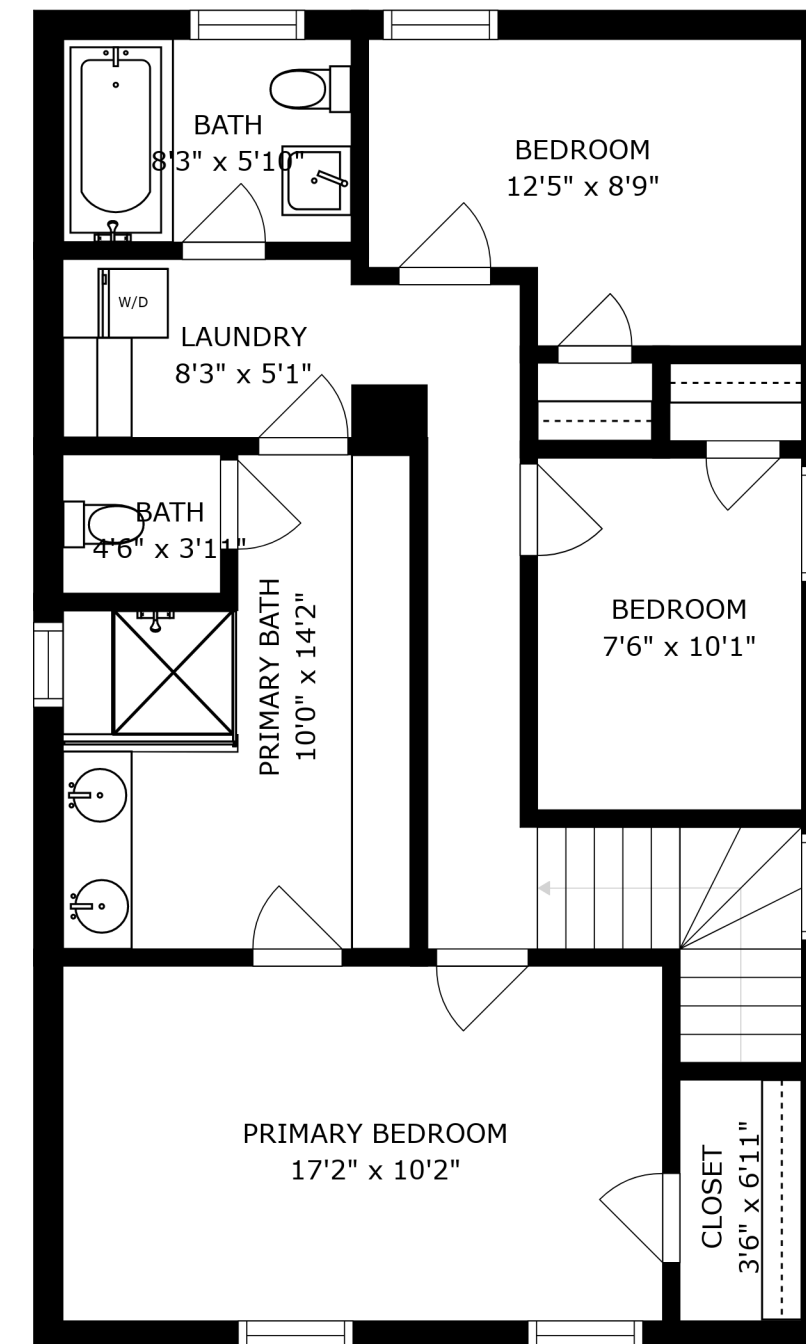 BATH
8'3" x 5'10"
BEDROOM
12'5" x 8'9"
W/D
LAUNDRY
8'3" x 5'1"
BATH
4'6" x 3'11"
PRIMARY BATH
10'0" x 14'2"
BEDROOM
7'6" x 10'1"
PRIMARY BEDROOM
17'2" x 10'2"
CLOSET
3'6" x 6'11"